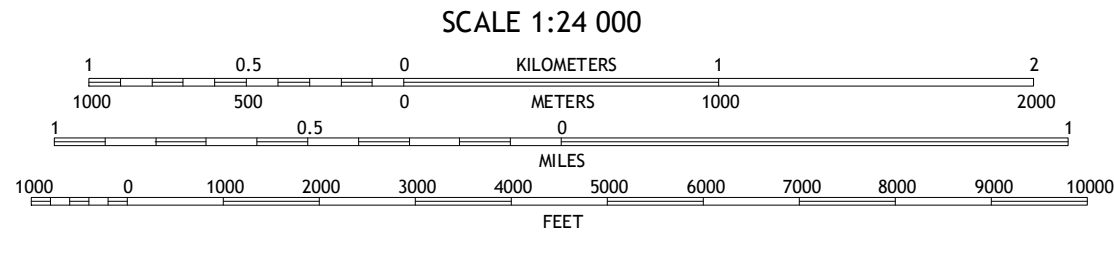 SCALE 1:24 000
1 0.5 0 KILOMETERS 1 2
1000 500 0 METERS 1000 2000
1 0.5 0 1
MILES
1000 0 1000 2000 3000 4000 5000 6000 7000 8000 9000 10000
FEET